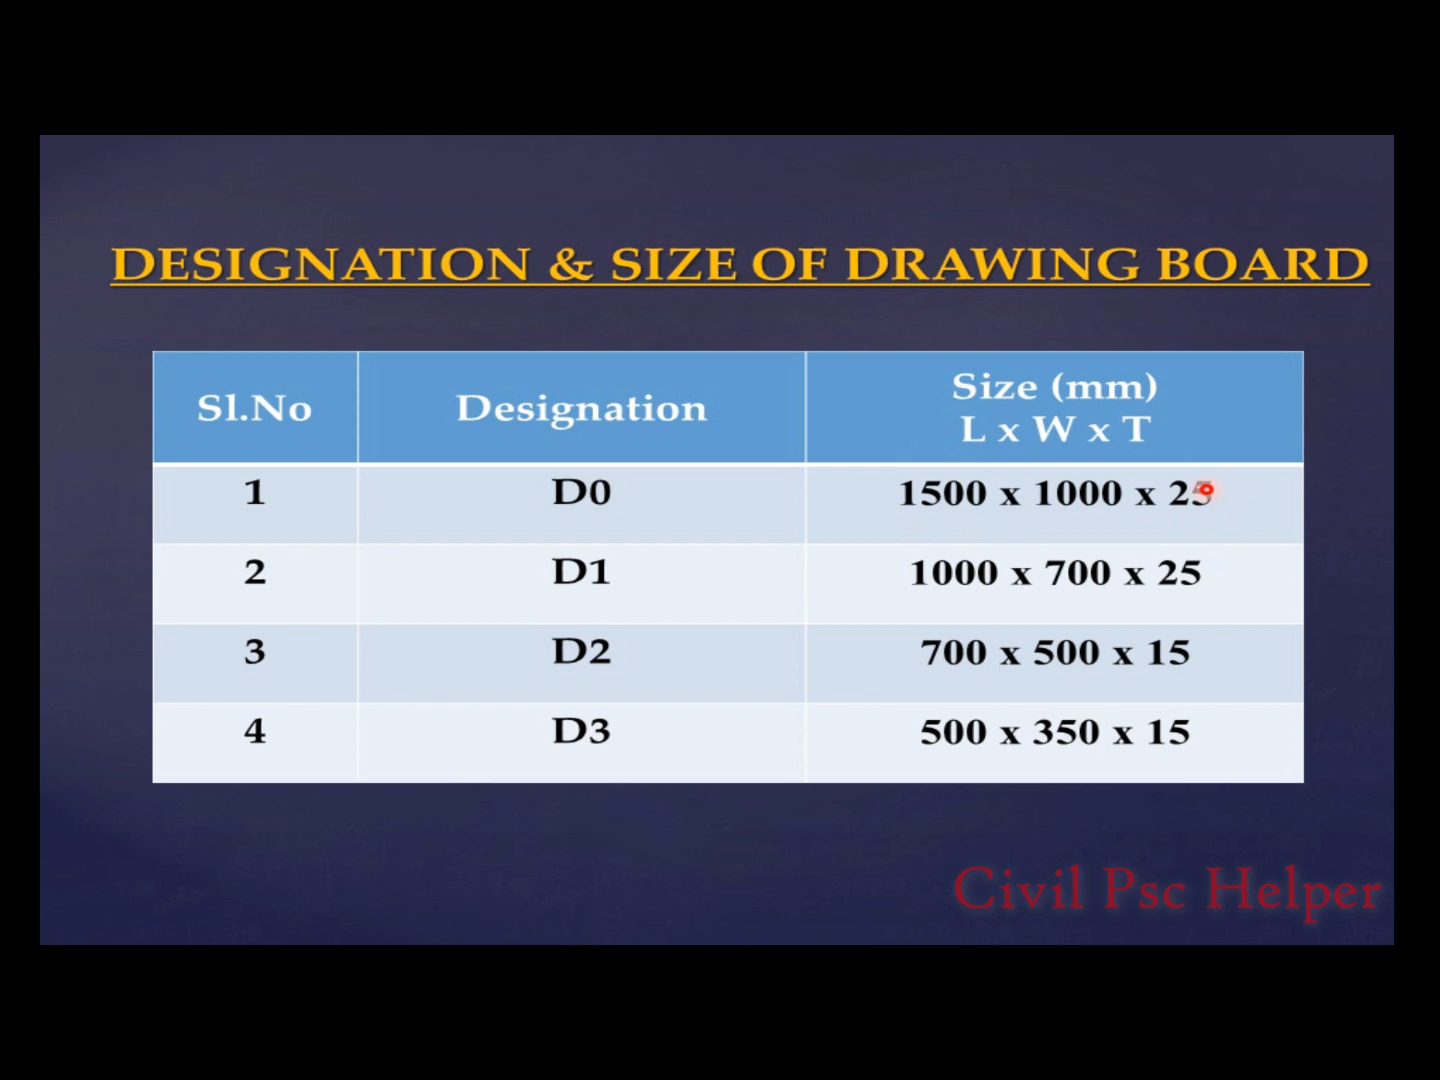 DESIGNATION & SIZE OF DRAWING BOARD
Sl.No Designation Size (mm) L x W x T
1 D0 1500 x 1000 x 25
2 D1 1000 x 700 x 25
3 D2 700 x 500 x 15
4 D3 500 x 350 x 15
Civil Psc Helper